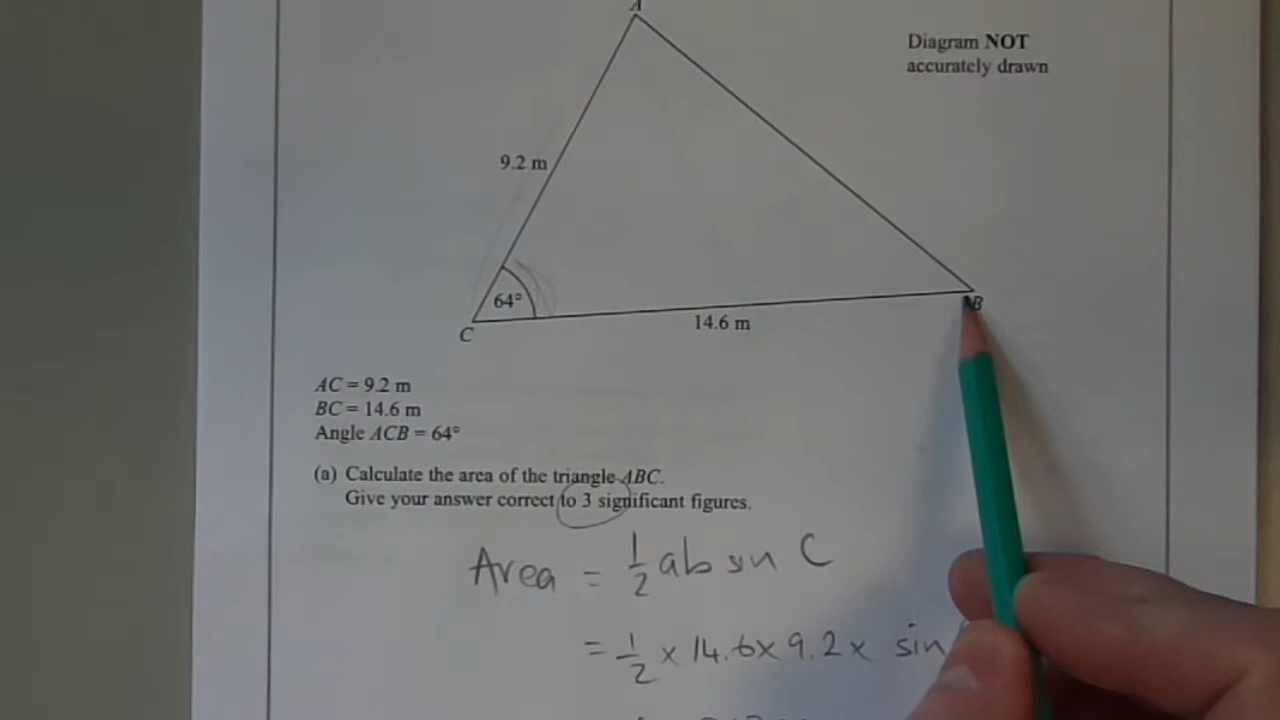 A
Diagram NOT
accurately drawn
9.2 m
64°
14.6 m
B
C
AC = 9.2 m
BC = 14.6 m
Angle ACB = 64°
(a) Calculate the area of the triangle ABC.
Give your answer correct to 3 significant figures.
Area = ½ ab sin C
= ½ × 14.6 × 9.2 × sin